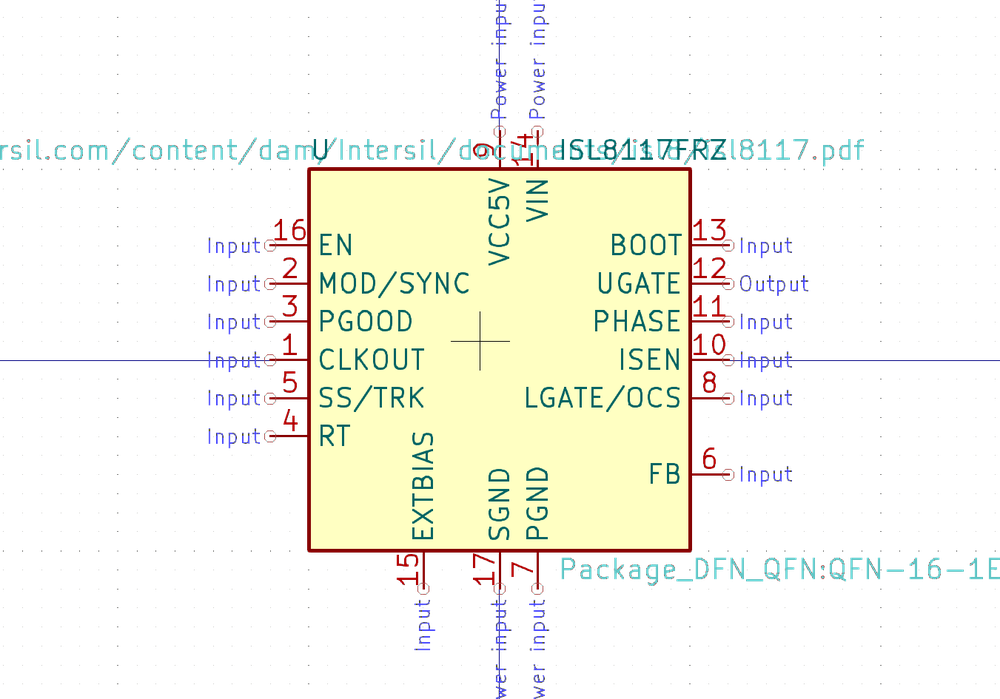 Power input
Power input
rsil.com/content/dam/Intersil/documents/isl8/isl8117.pdf
U
ISL8117FRZ
9
14
VCC5V
VIN
Input 16 EN
BOOT 13 Input
Input 2 MOD/SYNC
UGATE 12 Output
Input 3 PGOOD
PHASE 11 Input
Input 1 CLKOUT
ISEN 10 Input
Input 5 SS/TRK
LGATE/OCS 8 Input
Input 4 RT
FB 6 Input
EXTBIAS
SGND
PGND
15
17
7
Package_DFN_QFN:QFN-16-1E
Input
wer input
wer input